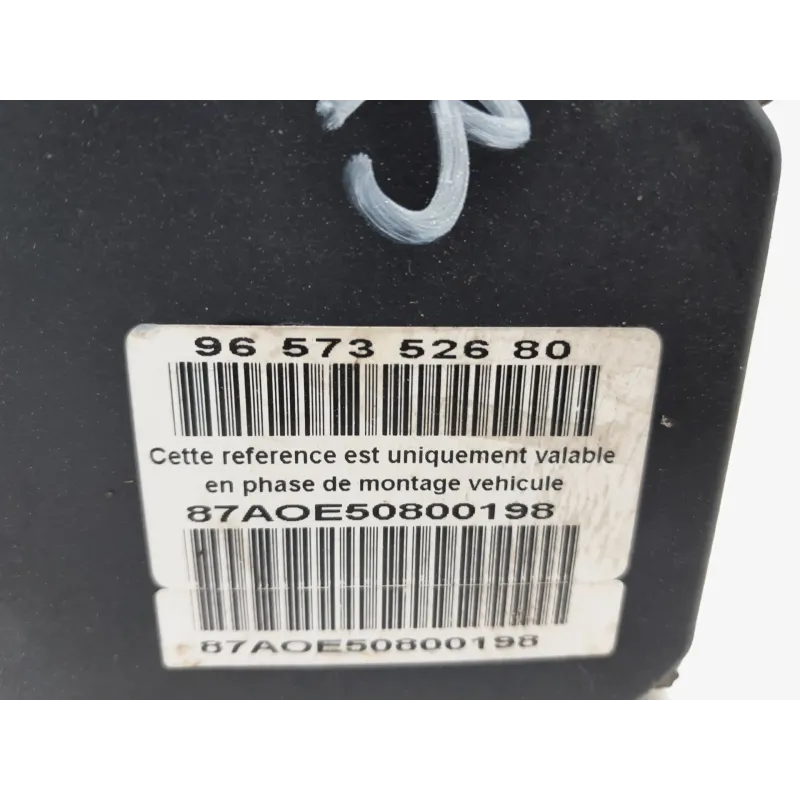 96 573 526 80
Cette reference est uniquement valable
en phase de montage vehicule
87AOE50800198
87AOE50800198